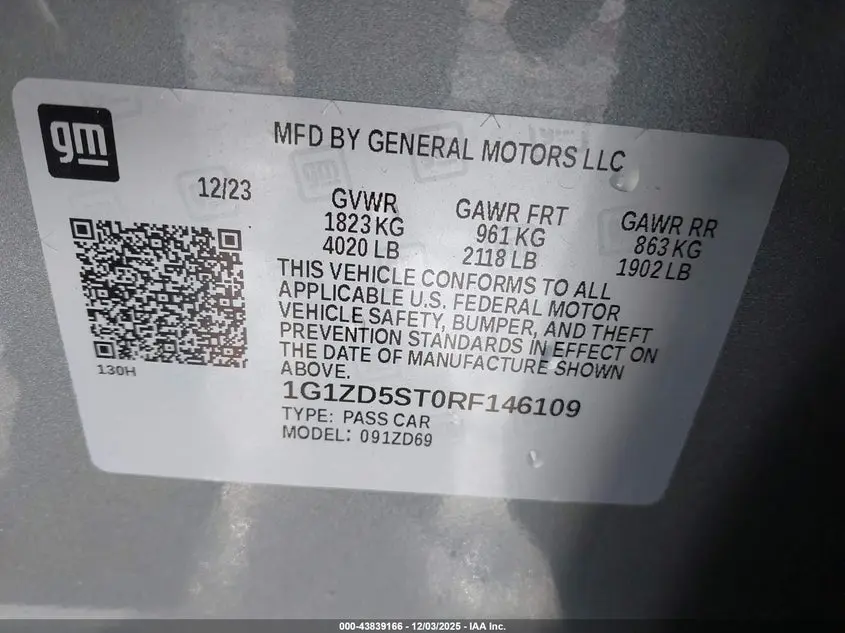 gm
MFD BY GENERAL MOTORS LLC
12/23
GVWR
1823 KG
4020 LB
GAWR FRT
961 KG
2118 LB
GAWR RR
863 KG
1902 LB
THIS VEHICLE CONFORMS TO ALL
APPLICABLE U.S. FEDERAL MOTOR
VEHICLE SAFETY, BUMPER, AND THEFT
PREVENTION STANDARDS IN EFFECT ON
THE DATE OF MANUFACTURE SHOWN
ABOVE.
130H
1G1ZD5ST0RF146109
TYPE: PASS CAR
MODEL: 091ZD69
000-43839166 - 12/03/2025 - IAA Inc.